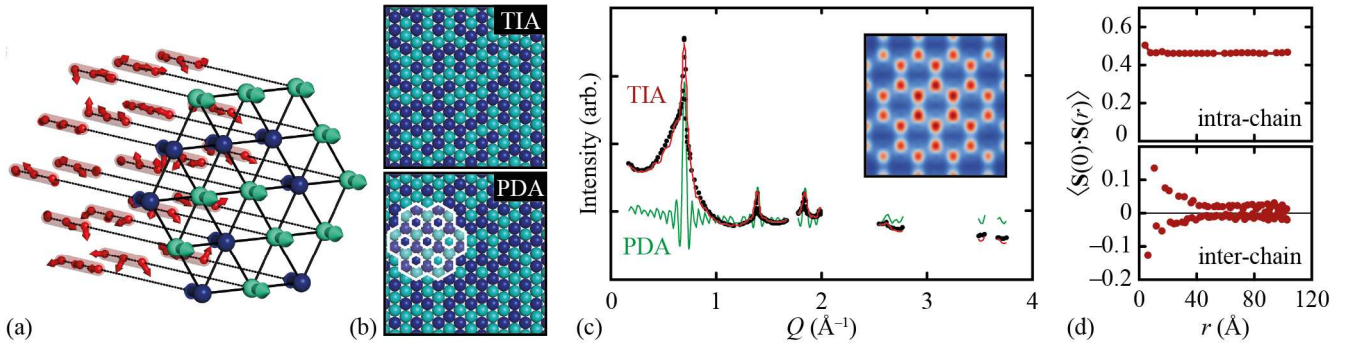 (a)
(b)
TIA
PDA
(c)
Intensity (arb.)
TIA
PDA
0 1 2 3 4
Q (Å⁻¹)
(d)
⟨S(0)·S(r)⟩
0.6
0.4
0.2
0
intra-chain
0.2
0.1
0
−0.1
−0.2
inter-chain
0 40 80 120
r (Å)